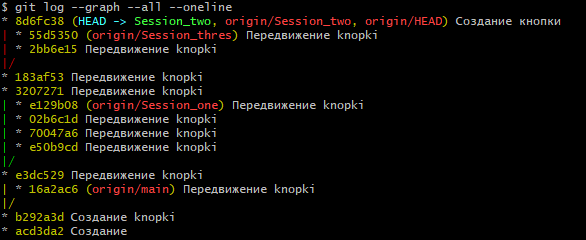 $ git log --graph --all --oneline
* 8d6fc38 (HEAD -> Session_two, origin/Session_two, origin/HEAD) Создание кнопки
| * 55d5350 (origin/Session_thres) Передвижение knopki
| * 2bb6e15 Передвижение knopki
|/
* 183af53 Передвижение knopki
* 3207271 Передвижение knopki
| * e129b08 (origin/Session_one) Передвижение knopki
| * 02b6c1d Передвижение knopki
| * 70047a6 Передвижение knopki
| * e50b9cd Передвижение knopki
|/
* e3dc529 Передвижение knopki
| * 16a2ac6 (origin/main) Передвижение knopki
|/
* b292a3d Создание knopki
* acd3da2 Создание